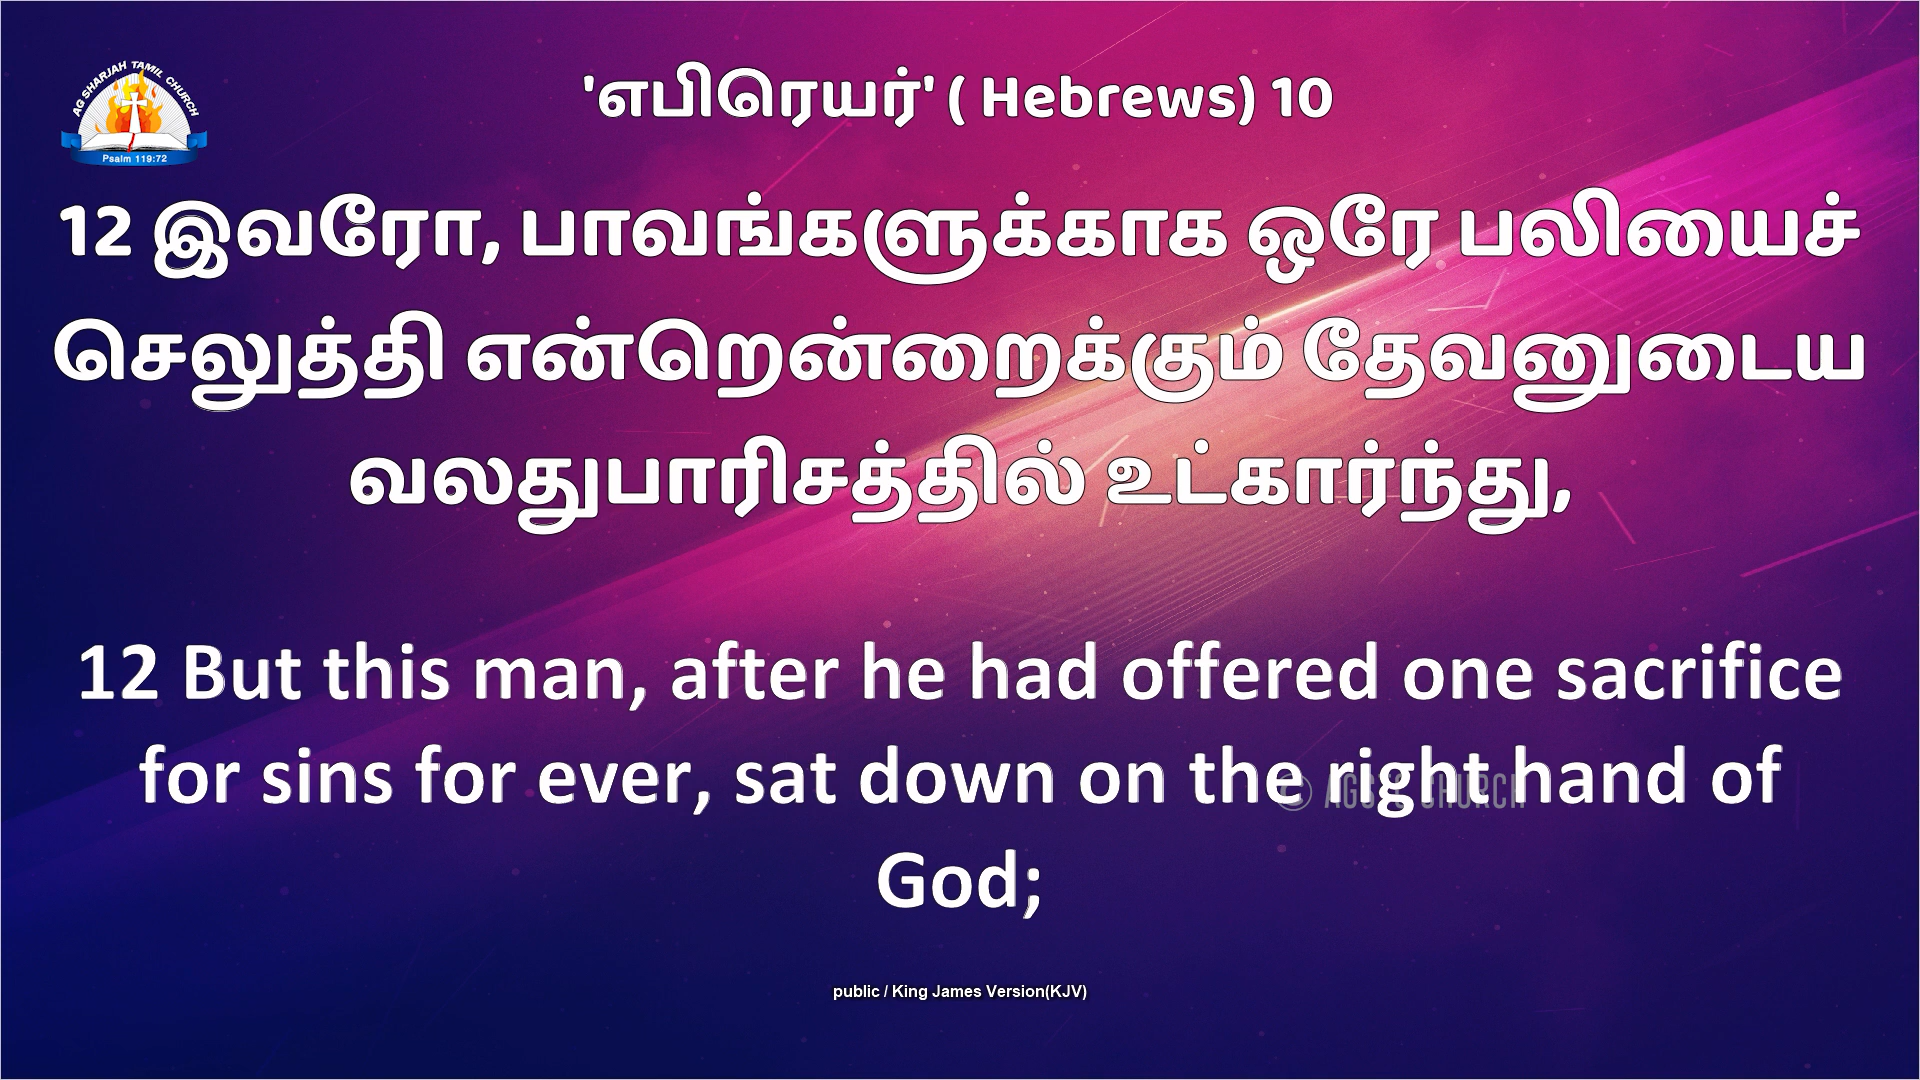 AG SHARJAH TAMIL CHURCH
Psalm 119:72
'எபிரெயர்' ( Hebrews) 10
12 இவரோ, பாவங்களுக்காக ஒரே பலியைச்
செலுத்தி என்றென்றைக்கும் தேவனுடைய
வலதுபாரிசத்தில் உட்கார்ந்து,
12 But this man, after he had offered one sacrifice
for sins for ever, sat down on the right hand of
God;
public / King James Version(KJV)